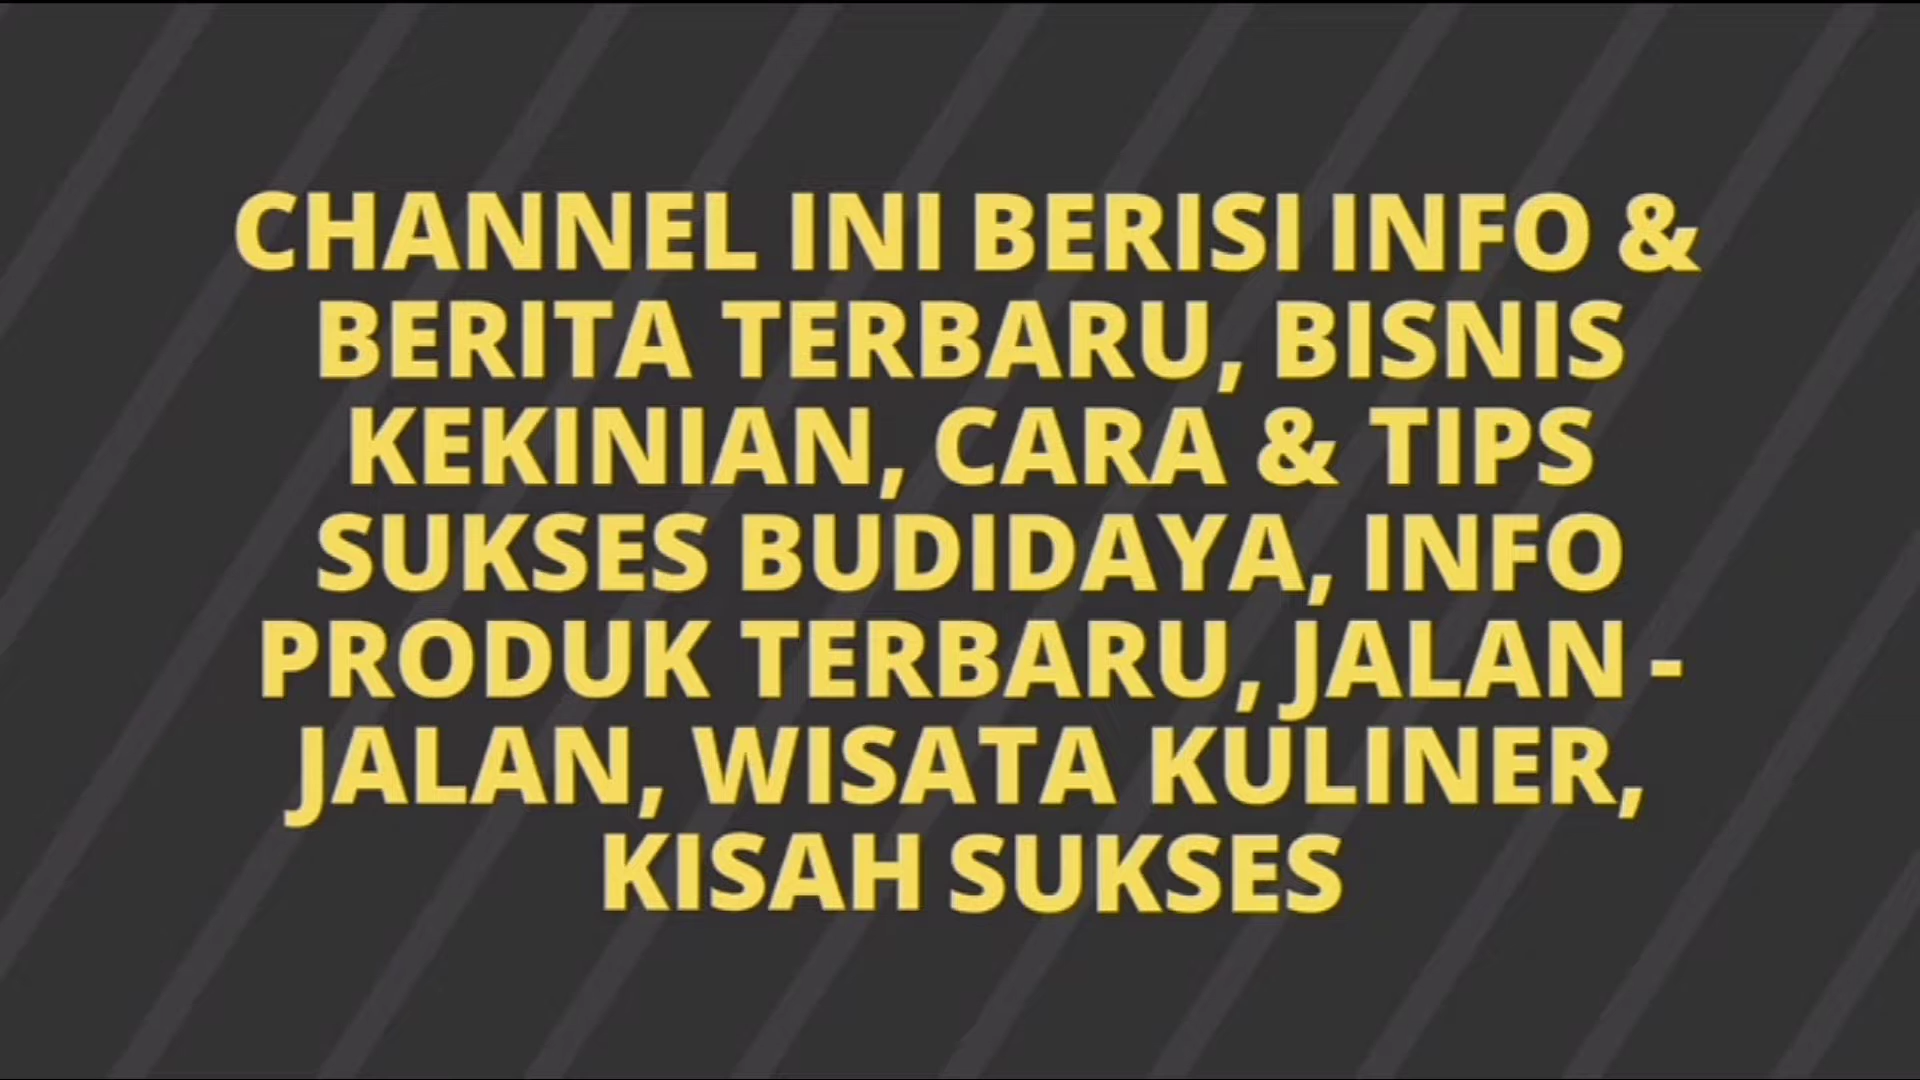 CHANNEL INI BERISI INFO &
BERITA TERBARU, BISNIS
KEKINIAN, CARA & TIPS
SUKSES BUDIDAYA, INFO
PRODUK TERBARU, JALAN -
JALAN, WISATA KULINER,
KISAH SUKSES